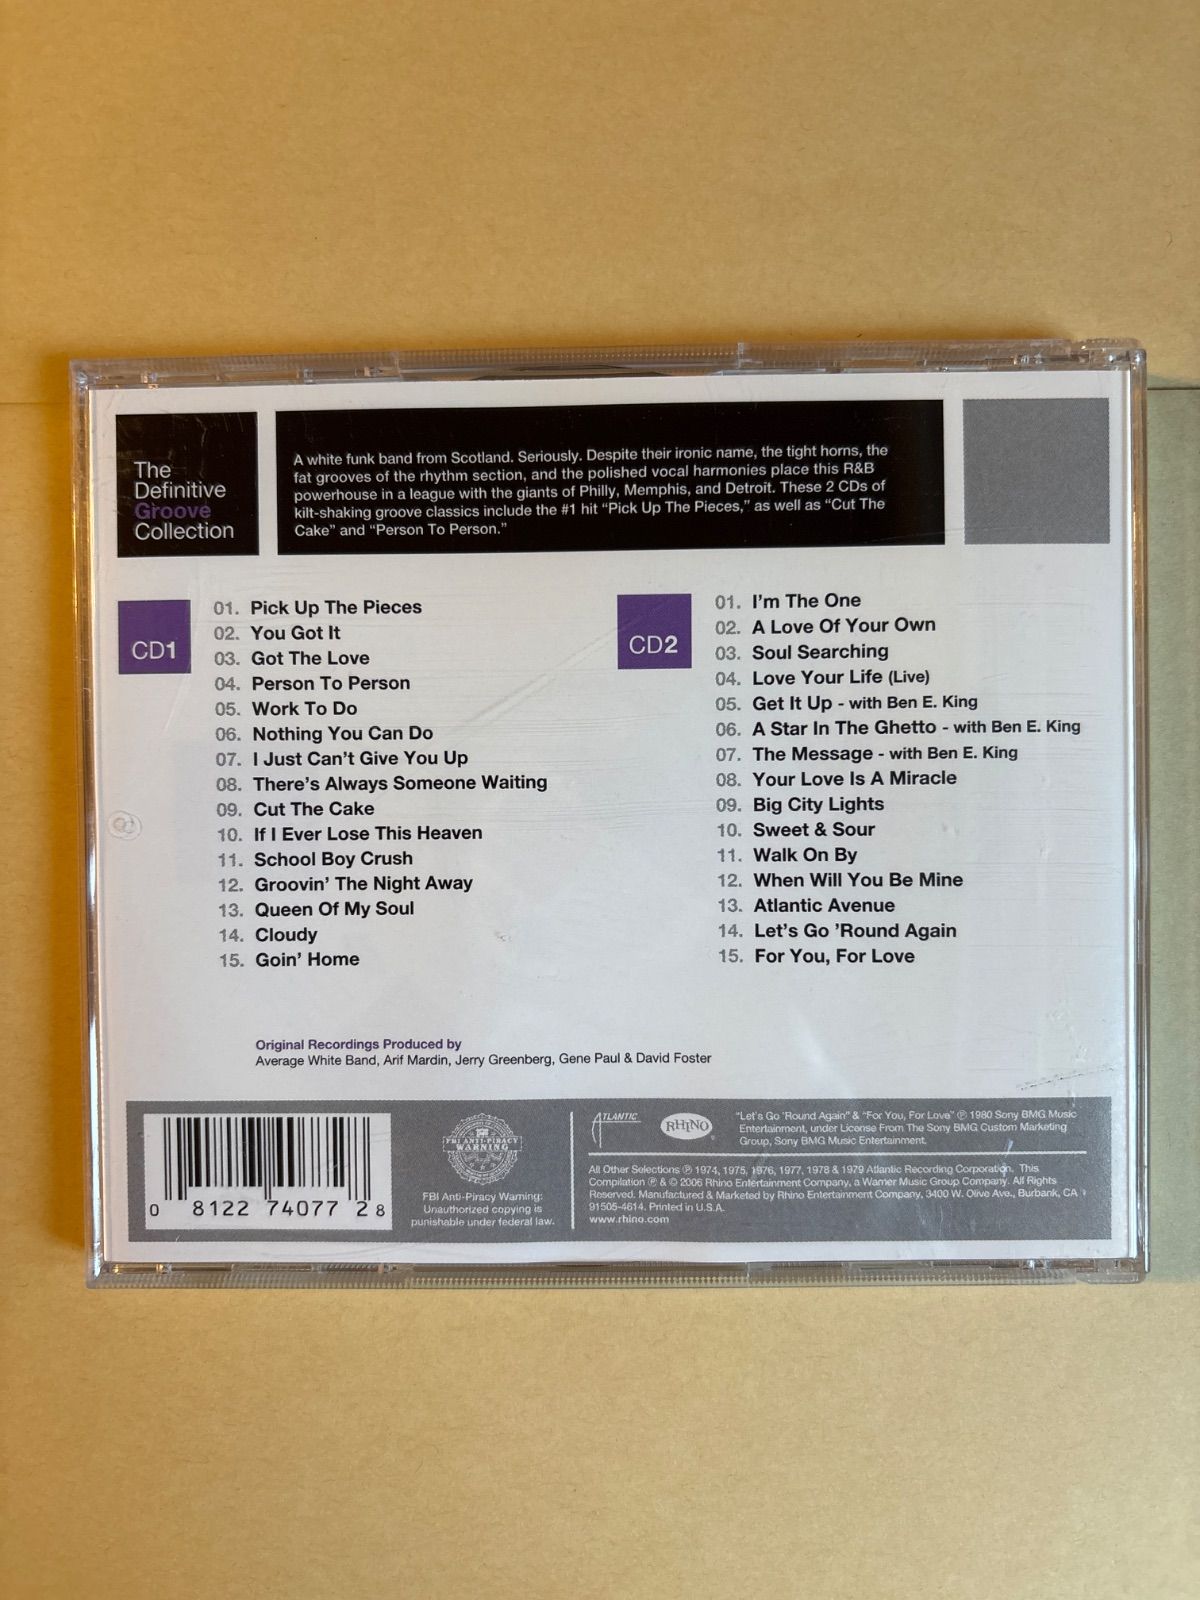 The
Definitive
Groove
Collection
A white funk band from Scotland. Seriously. Despite their ironic name, the tight horns, the
fat grooves of the rhythm section, and the polished vocal harmonies place this R&B
powerhouse in a league with the giants of Philly, Memphis, and Detroit. These 2 CDs of
kilt-shaking groove classics include the #1 hit “Pick Up The Pieces,” as well as “Cut The
Cake” and “Person To Person.”
CD1
01. Pick Up The Pieces
02. You Got It
03. Got The Love
04. Person To Person
05. Work To Do
06. Nothing You Can Do
07. I Just Can’t Give You Up
08. There’s Always Someone Waiting
09. Cut The Cake
10. If I Ever Lose This Heaven
11. School Boy Crush
12. Groovin’ The Night Away
13. Queen Of My Soul
14. Cloudy
15. Goin’ Home
CD2
01. I’m The One
02. A Love Of Your Own
03. Soul Searching
04. Love Your Life (Live)
05. Get It Up - with Ben E. King
06. A Star In The Ghetto - with Ben E. King
07. The Message - with Ben E. King
08. Your Love Is A Miracle
09. Big City Lights
10. Sweet & Sour
11. Walk On By
12. When Will You Be Mine
13. Atlantic Avenue
14. Let’s Go ’Round Again
15. For You, For Love
Original Recordings Produced by
Average White Band, Arif Mardin, Jerry Greenberg, Gene Paul & David Foster
0 8122 74077 2 8
FBI ANTI-PIRACY
WARNING
FBI Anti-Piracy Warning:
Unauthorized copying is
punishable under federal law.
ATLANTIC
RHINO
“Let’s Go ’Round Again” & “For You, For Love” ℗ 1980 Sony BMG Music
Entertainment, under License From The Sony BMG Custom Marketing
Group, Sony BMG Music Entertainment.
All Other Selections ℗ 1974, 1975, 1976, 1977, 1978 & 1979 Atlantic Recording Corporation. This
Compilation ℗ & © 2006 Rhino Entertainment Company, a Warner Music Group Company. All Rights
Reserved. Manufactured & Marketed by Rhino Entertainment Company, 3400 W. Olive Ave., Burbank, CA
91505-4614. Printed in U.S.A.
www.rhino.com